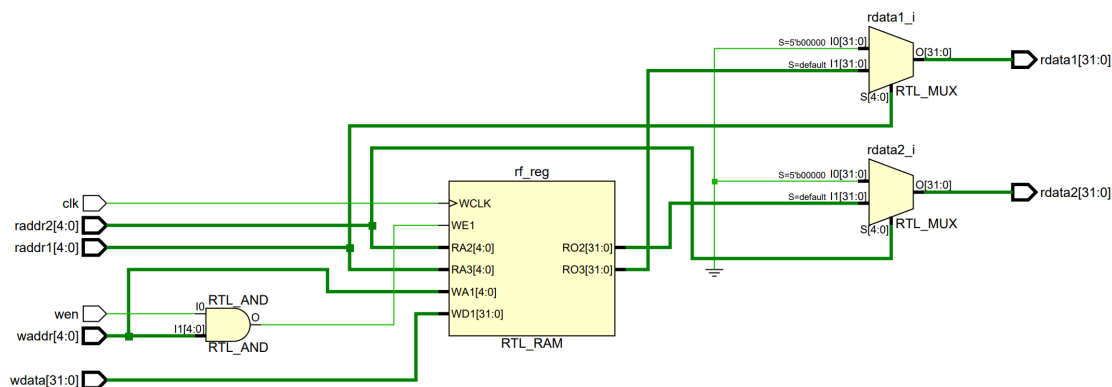 rdata1_i
S=5'b00000 I0[31:0]
O[31:0]
S=default I1[31:0]
rdata1[31:0]
S[4:0]
RTL_MUX
rdata2_i
S=5'b00000 I0[31:0]
O[31:0]
S=default I1[31:0]
rdata2[31:0]
S[4:0]
RTL_MUX
rf_reg
clk
WCLK
raddr2[4:0]
WE1
raddr1[4:0]
RA2[4:0]
RO2[31:0]
RA3[4:0]
RO3[31:0]
WA1[4:0]
WD1[31:0]
RTL_RAM
RTL_AND
wen
I0
O
waddr[4:0]
I1[4:0]
RTL_AND
wdata[31:0]